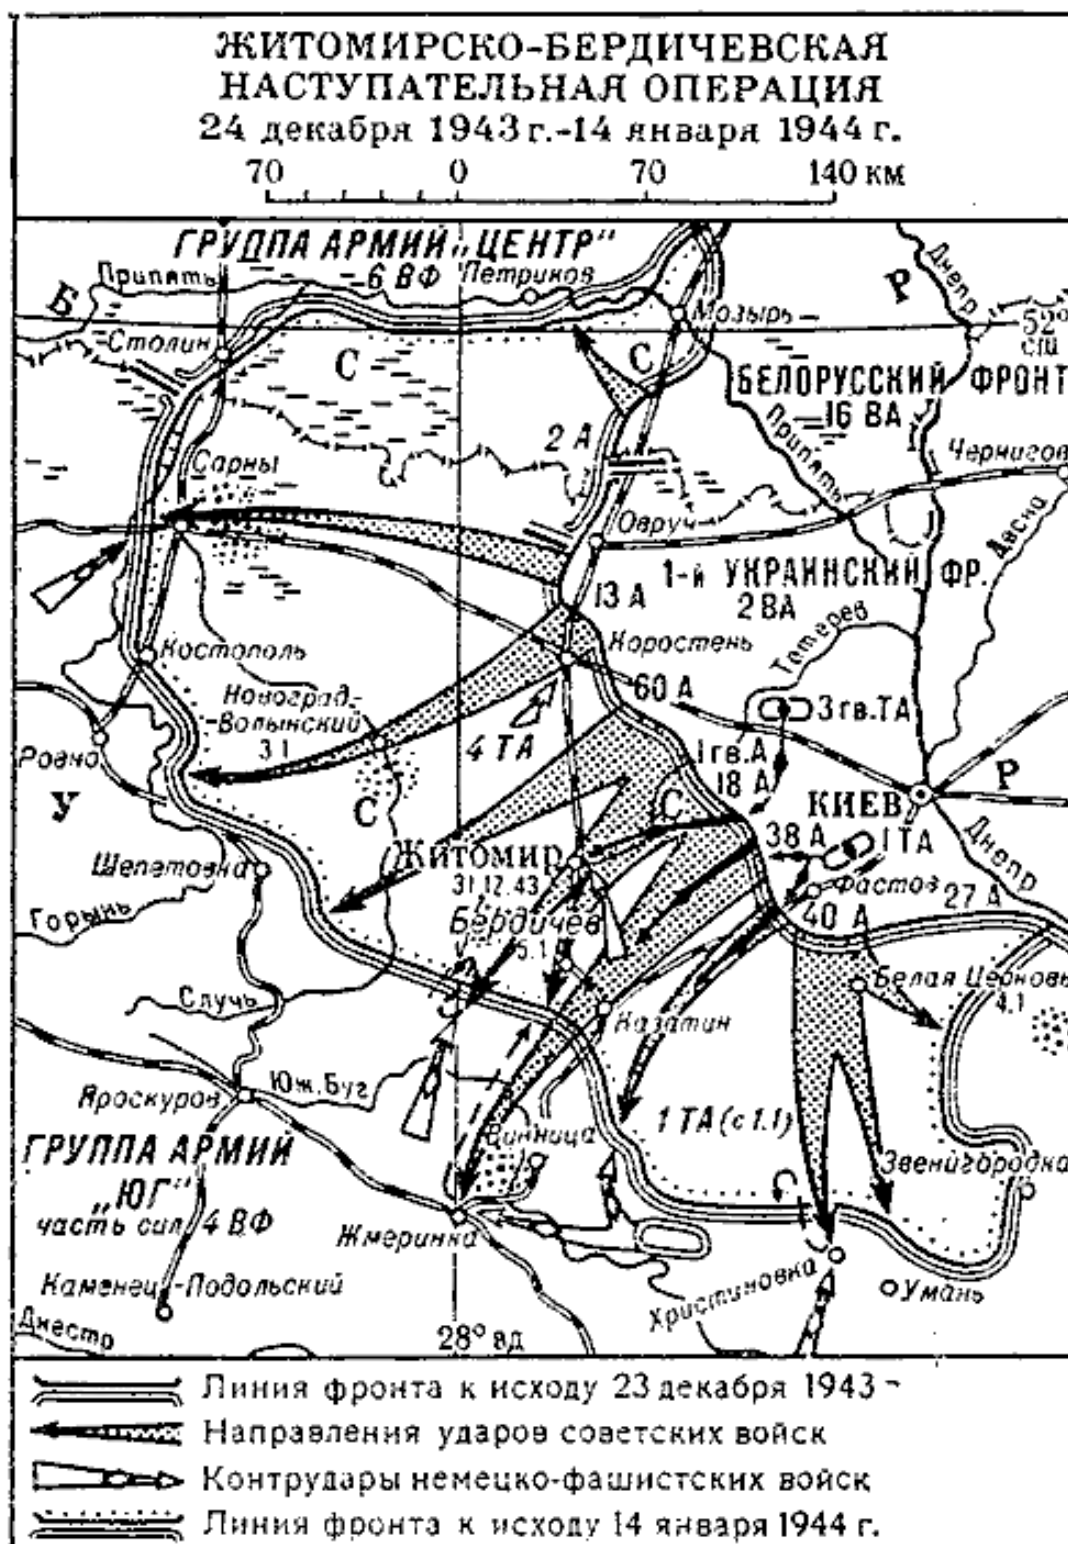 ЖИТОМИРСКО-БЕРДИЧЕВСКАЯ
НАСТУПАТЕЛЬНАЯ ОПЕРАЦИЯ
24 декабря 1943 г.-14 января 1944 г.
70 0 70 140 км
ГРУППА АРМИЙ „ЦЕНТР"
6 ВФ
Припять
Петриков
Днепр
Б
Р
Мозырь
52°
сш
Столин
С
С
БЕЛОРУССКИЙ ФРОНТ
16 ВА
Припять
2 А
Чернигов
Сарны
Овруч
Десна
1-й УКРАИНСКИЙ ФР.
2 ВА
13 А
Тетерев
Костополь
Коростень
60 А
Новоград-
-Волынский
3.1
3 гв.ТА
4 ТА
1 гв.А
18 А
Ровно
У
С
С
КИЕВ
Р
38 А
1 ТА
Днепр
Шепетовка
ЖИТОМИР
31.12.43
Фастов
Горынь
Бердичев
5.1
40 А
27 А
Случь
Белая Церковь
4.1
Казатин
Проскуров
Юж.Буг
1 ТА (с 1.1)
Винница
ГРУППА АРМИЙ
„ЮГ"
часть сил 4 ВФ
Звенигородка
Жмеринка
Каменец-Подольский
Христиновка
Умань
Днестр
28° вд
Линия фронта к исходу 23 декабря 1943
Направления ударов советских войск
Контрудары немецко-фашистских войск
Линия фронта к исходу 14 января 1944 г.